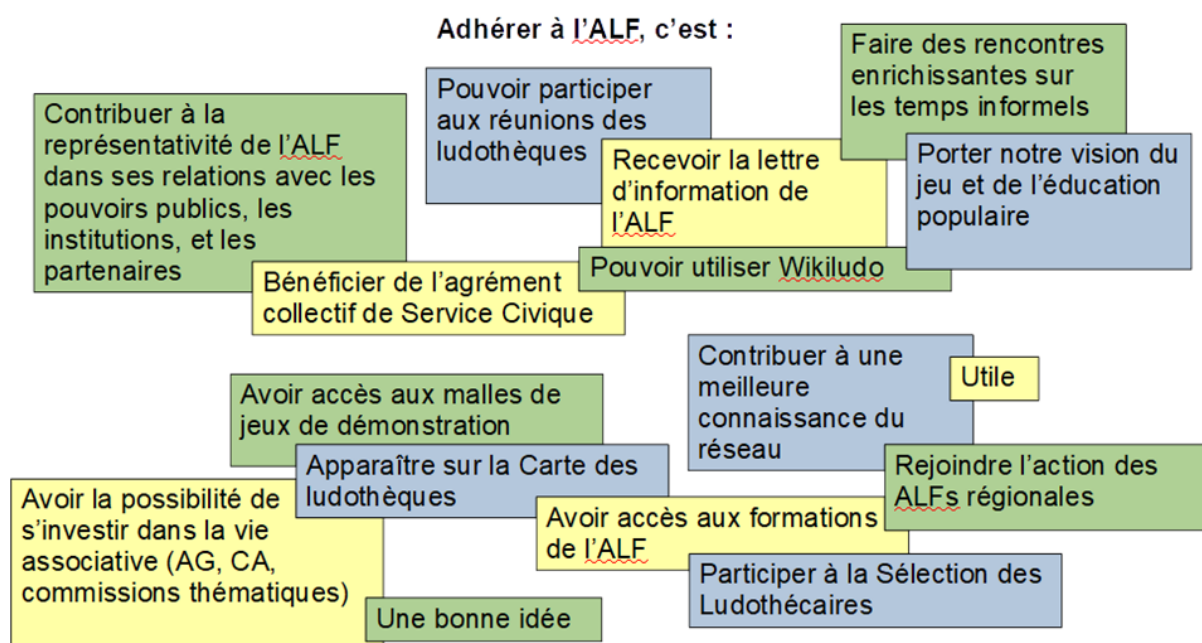 Adhérer à l'ALF, c'est :
Contribuer à la
représentativité de l'ALF
dans ses relations avec les
pouvoirs publics, les
institutions, et les
partenaires
Pouvoir participer
aux réunions des
ludothèques
Faire des rencontres
enrichissantes sur
les temps informels
Recevoir la lettre
d'information de
l'ALF
Porter notre vision du
jeu et de l'éducation
populaire
Bénéficier de l'agrément
collectif de Service Civique
Pouvoir utiliser Wikiludo
Contribuer à une
meilleure
connaissance du
réseau
Utile
Avoir accès aux malles de
jeux de démonstration
Apparaître sur la Carte des
ludothèques
Rejoindre l'action des
ALFs régionales
Avoir la possibilité de
s'investir dans la vie
associative (AG, CA,
commissions thématiques)
Avoir accès aux formations
de l'ALF
Participer à la Sélection des
Ludothécaires
Une bonne idée